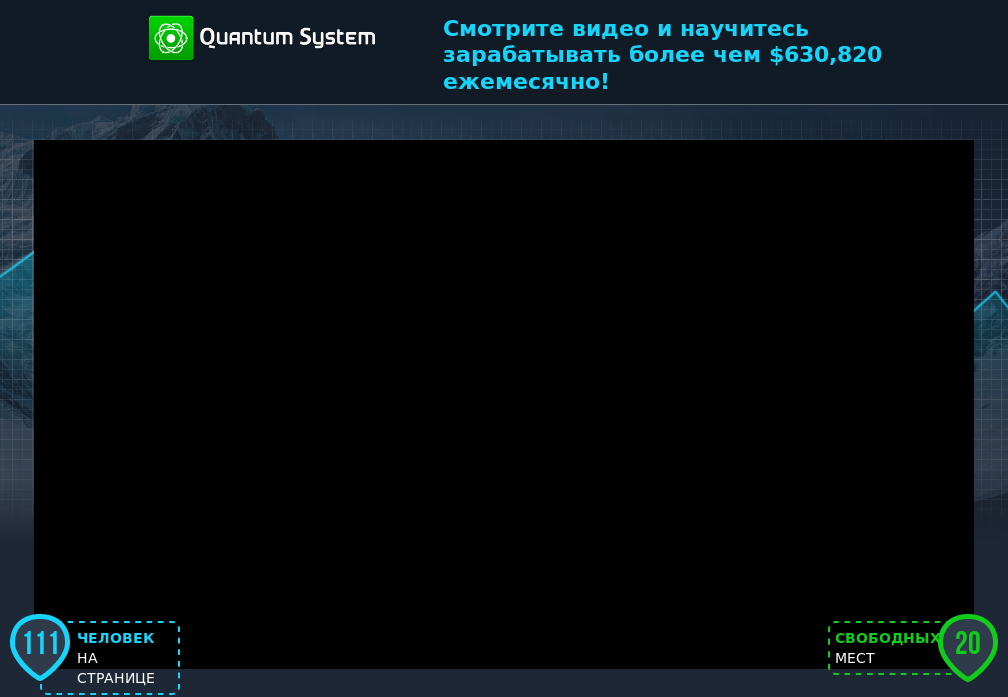 Quantum System
Смотрите видео и научитесь
зарабатывать более чем $630,820
ежемесячно!
111
ЧЕЛОВЕК
НА
СТРАНИЦЕ
СВОБОДНЫХ
МЕСТ
20